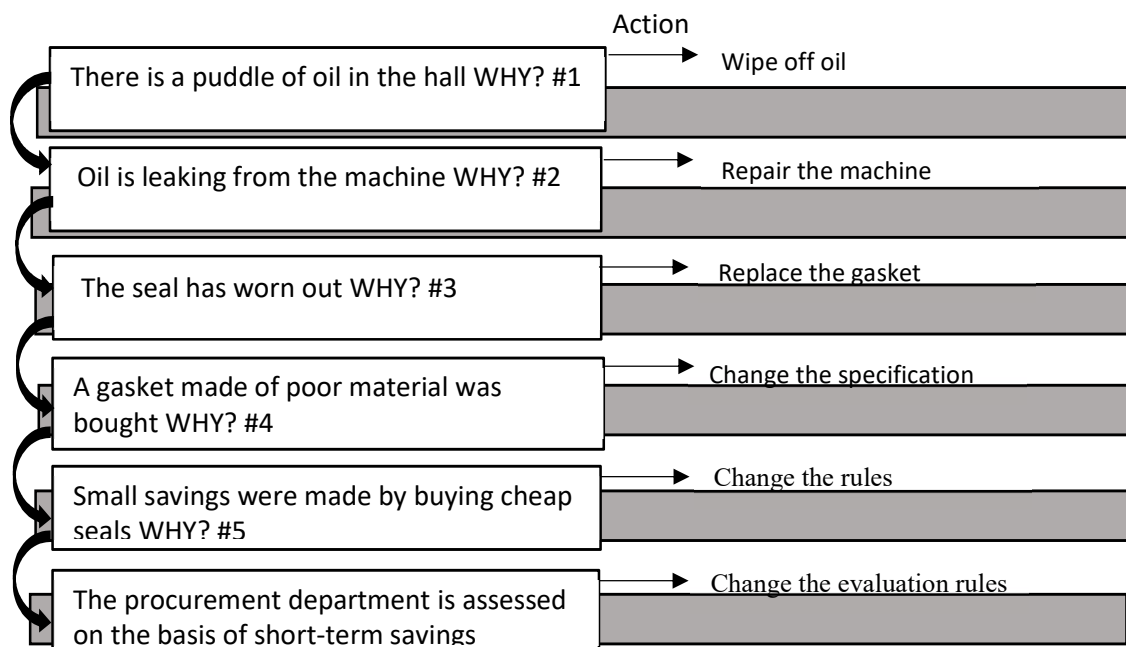 Action
There is a puddle of oil in the hall WHY? #1
Wipe off oil
Oil is leaking from the machine WHY? #2
Repair the machine
The seal has worn out WHY? #3
Replace the gasket
A gasket made of poor material was
bought WHY? #4
Change the specification
Small savings were made by buying cheap
seals WHY? #5
Change the rules
The procurement department is assessed
on the basis of short-term savings
Change the evaluation rules